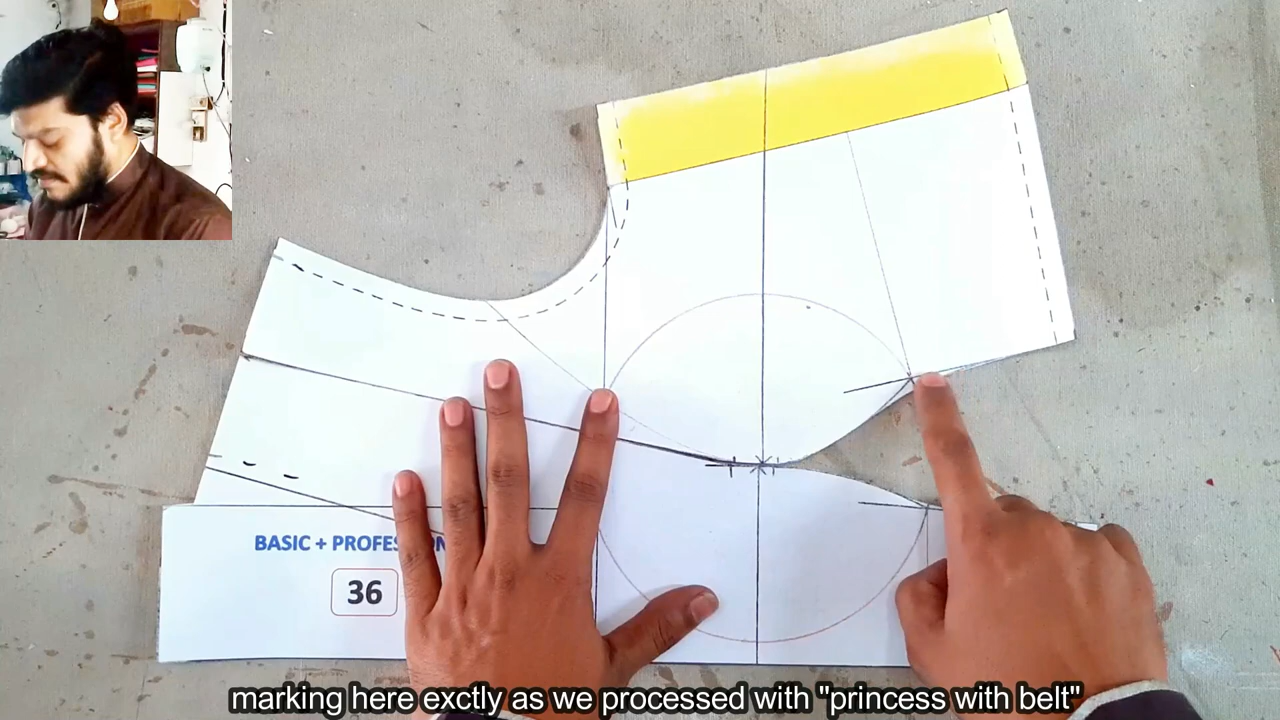 BASIC + PROFES
36
marking here exctly as we processed with "princess with belt"